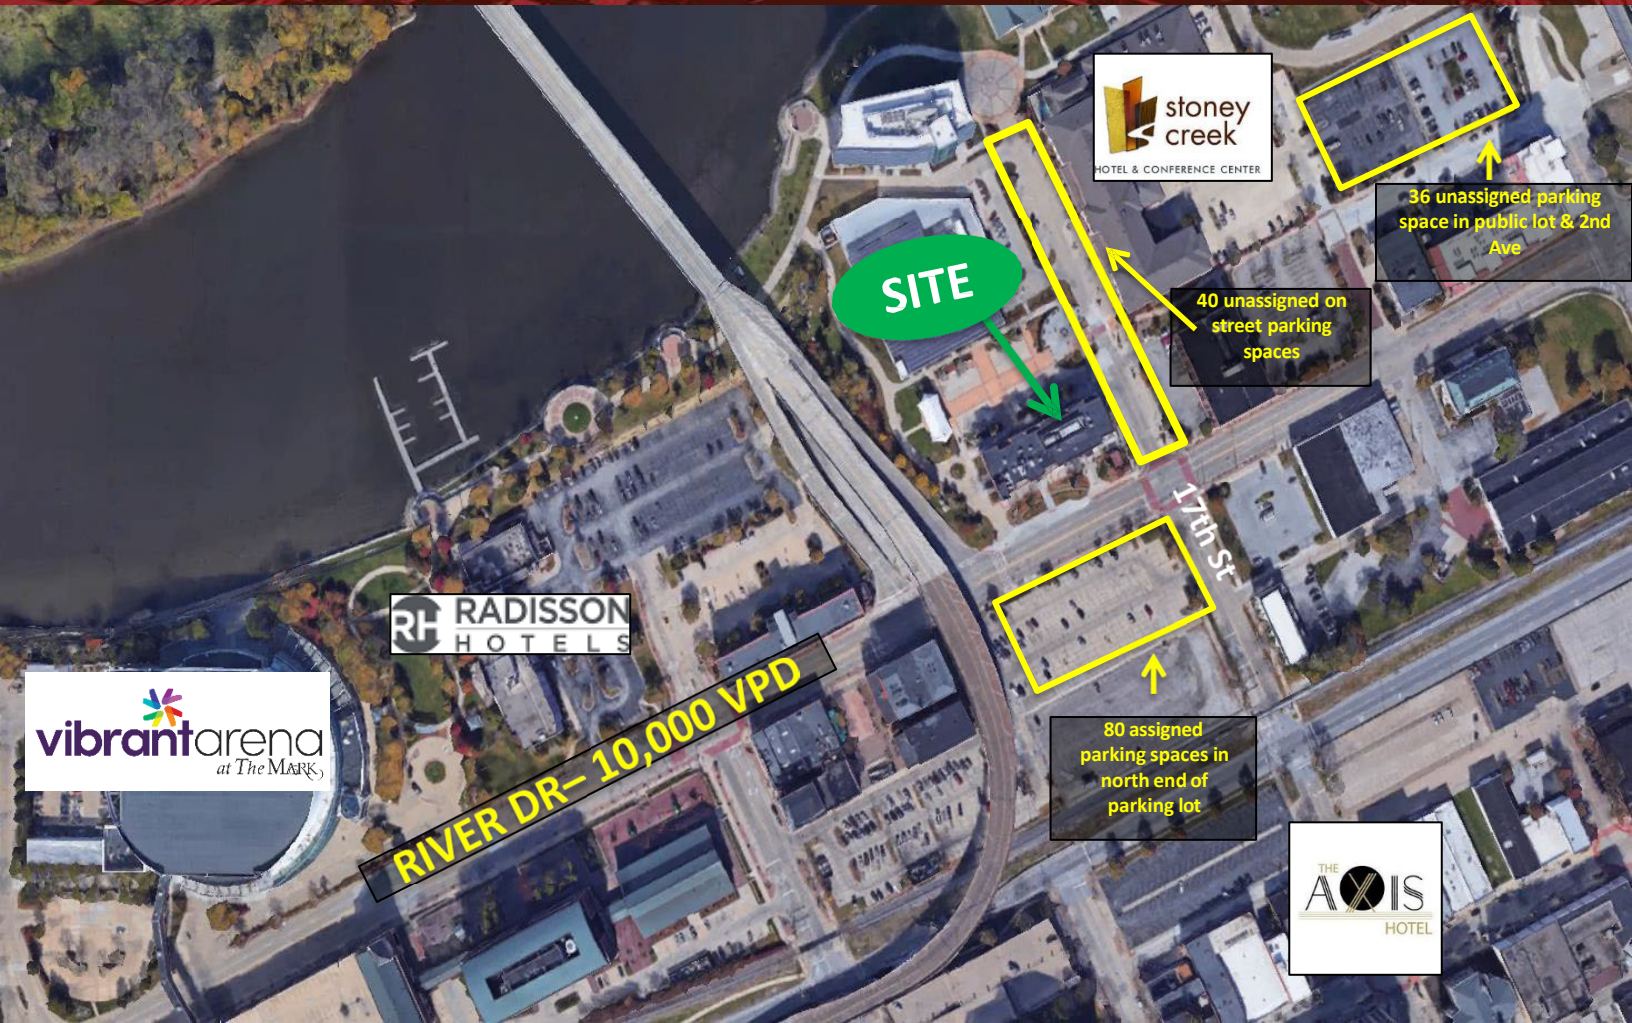 stoney
creek
HOTEL & CONFERENCE CENTER
36 unassigned parking
space in public lot & 2nd
Ave
SITE
40 unassigned on
street parking
spaces
17th St
RH RADISSON
HOTELS
RIVER DR– 10,000 VPD
vibrantarena
at The MARK
80 assigned
parking spaces in
north end of
parking lot
THE
AXIS
HOTEL